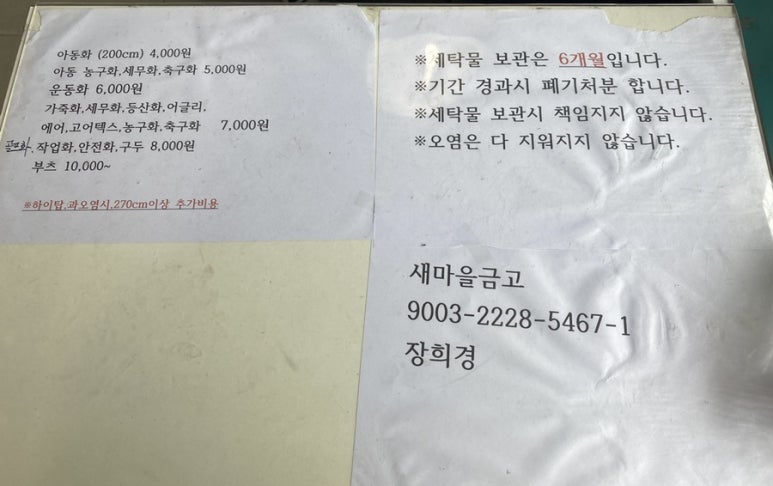 아동화 (200cm) 4,000원
아동 농구화,세무화,축구화 5,000원
운동화 6,000원
가죽화,세무화,등산화,어글리,
에어,고어텍스,농구화,축구화 7,000원
골프화,작업화,안전화,구두 8,000원
부츠 10,000~
※하이탑,과오염시,270cm이상 추가비용
※세탁물 보관은 6개월입니다.
※기간 경과시 폐기처분 합니다.
※세탁물 보관시 책임지지 않습니다.
※오염은 다 지워지지 않습니다.
새마을금고
9003-2228-5467-1
장희경